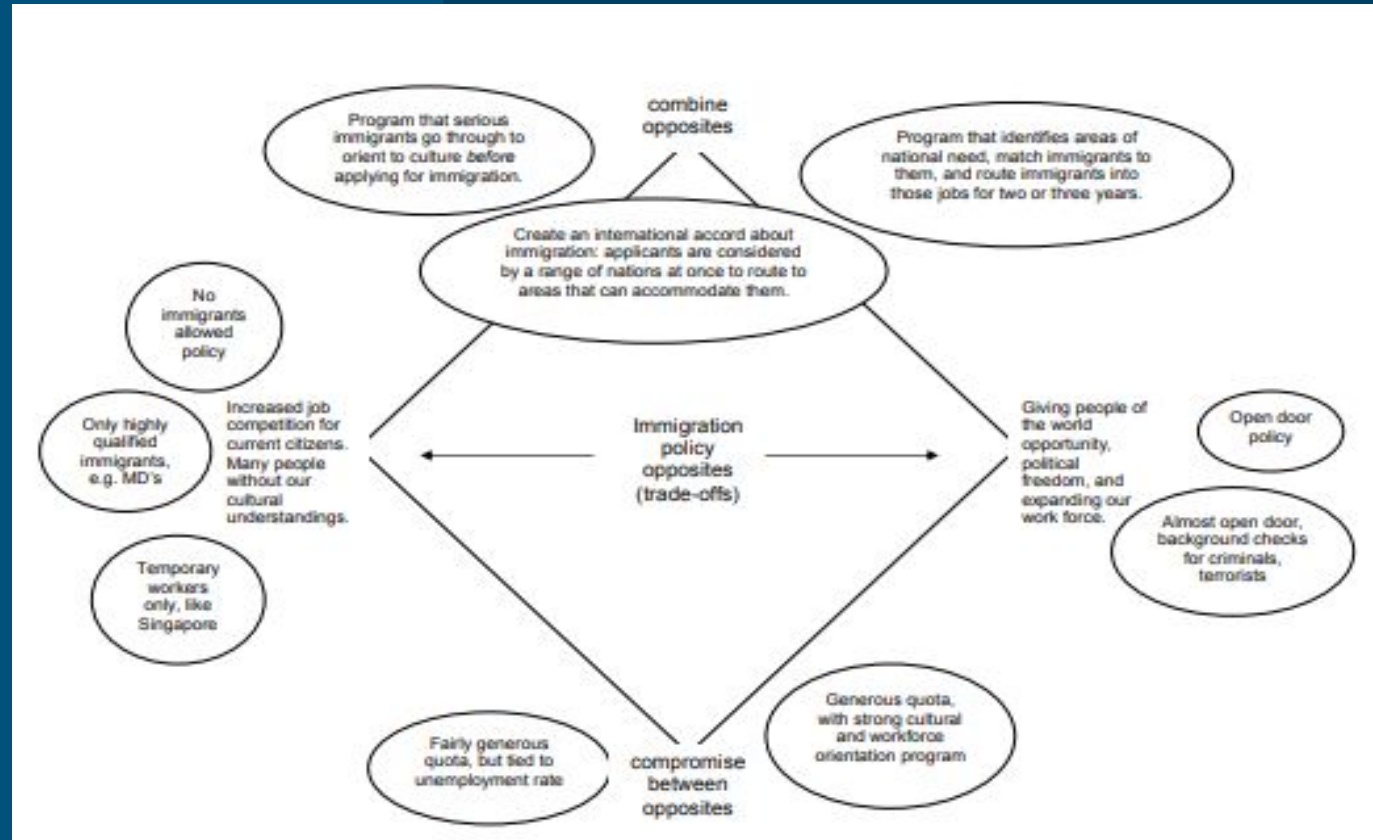 combine
opposites
Program that serious
immigrants go through to
orient to culture before
applying for immigration.
Program that identifies areas of
national need, match immigrants to
them, and route immigrants into
those jobs for two or three years.
Create an international accord about
immigration: applicants are considered
by a range of nations at once to route to
areas that can accommodate them.
No
immigrants
allowed
policy
Only highly
qualified
immigrants,
e.g. MD's
Temporary
workers
only, like
Singapore
Increased job
competition for
current citizens.
Many people
without our
cultural
understandings.
Immigration
policy
opposites
(trade-offs)
Giving people of
the world
opportunity,
political
freedom, and
expanding our
work force.
Open door
policy
Almost open door,
background checks
for criminals,
terrorists
Fairly generous
quota, but tied to
unemployment rate
compromise
between
opposites
Generous quota,
with strong cultural
and workforce
orientation program